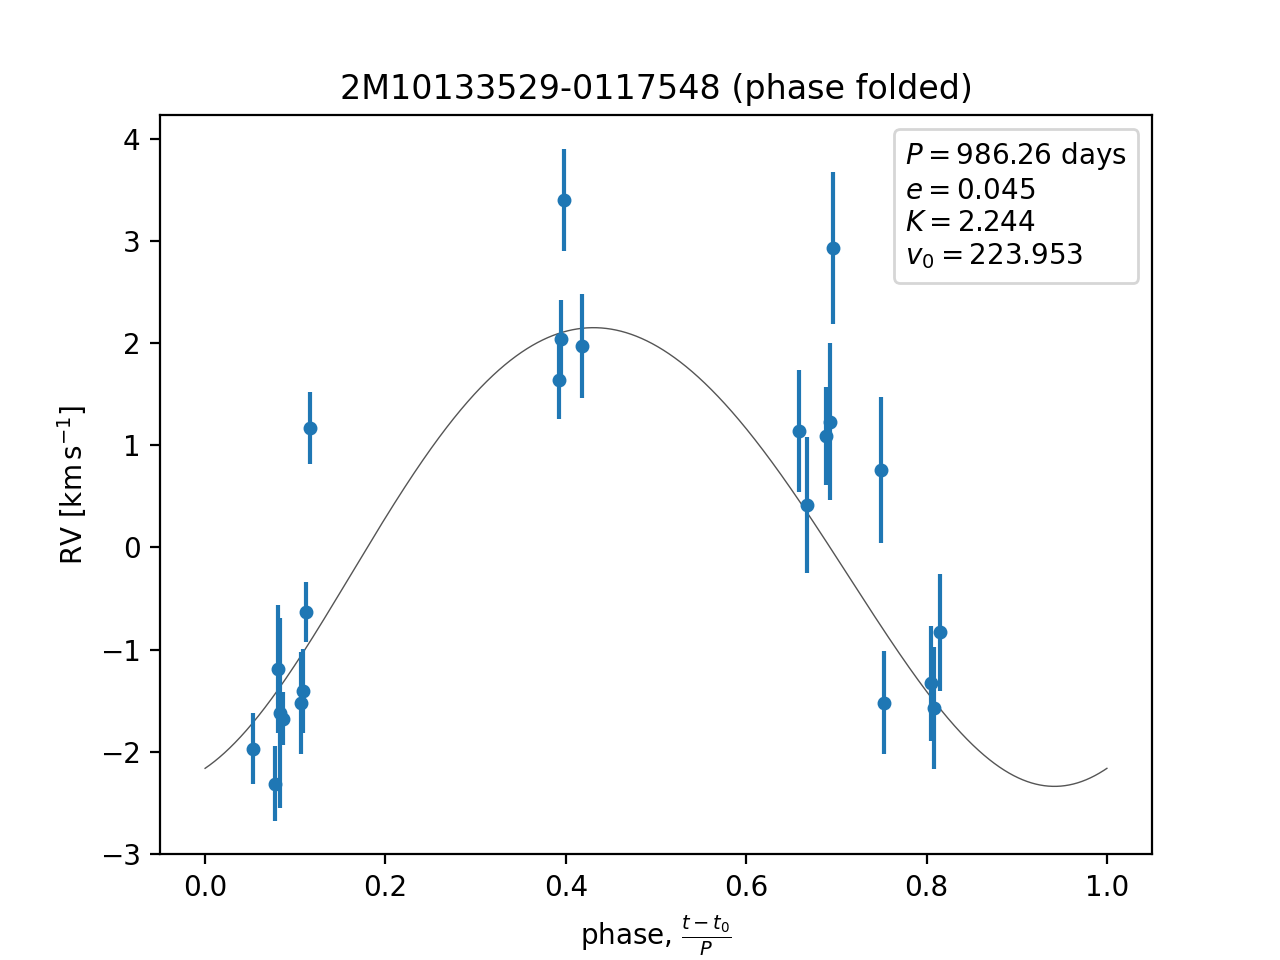 2M10133529-0117548 (phase folded)
P = 986.26 days
e = 0.045
K = 2.244
v₀ = 223.953
4
3
2
1
0
−1
−2
−3
RV [km s⁻¹]
0.0 0.2 0.4 0.6 0.8 1.0
phase, (t − t₀)/P